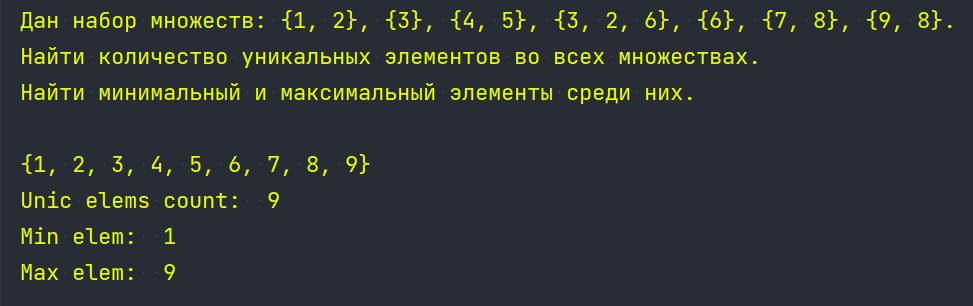 Дан набор множеств: {1, 2}, {3}, {4, 5}, {3, 2, 6}, {6}, {7, 8}, {9, 8}.
Найти количество уникальных элементов во всех множествах.
Найти минимальный и максимальный элементы среди них.
{1, 2, 3, 4, 5, 6, 7, 8, 9}
Unic elems count:  9
Min elem:  1
Max elem:  9